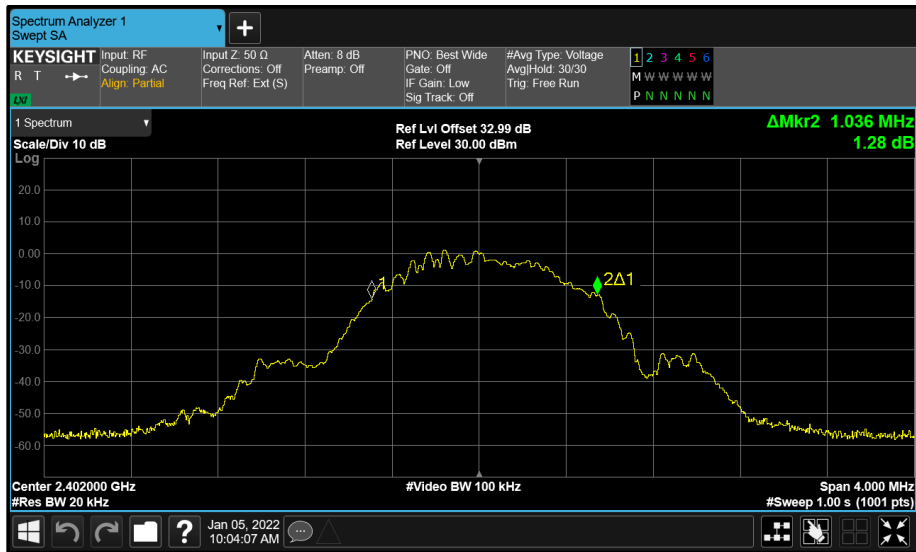 Spectrum Analyzer 1
Swept SA
+
KEYSIGHT
R T
LXI
Input: RF
Coupling: AC
Align: Partial
Input Z: 50 Ω
Corrections: Off
Freq Ref: Ext (S)
Atten: 8 dB
Preamp: Off
PNO: Best Wide
Gate: Off
IF Gain: Low
Sig Track: Off
#Avg Type: Voltage
Avg|Hold: 30/30
Trig: Free Run
1 2 3 4 5 6
M W W W W W
P N N N N N
1 Spectrum
Scale/Div 10 dB
Ref Lvl Offset 32.99 dB
Ref Level 30.00 dBm
ΔMkr2 1.036 MHz
1.28 dB
Log
20.0
10.0
0.00
-10.0
-20.0
-30.0
-40.0
-50.0
-60.0
1
2Δ1
Center 2.402000 GHz
#Res BW 20 kHz
#Video BW 100 kHz
Span 4.000 MHz
#Sweep 1.00 s (1001 pts)
?
Jan 05, 2022
10:04:07 AM